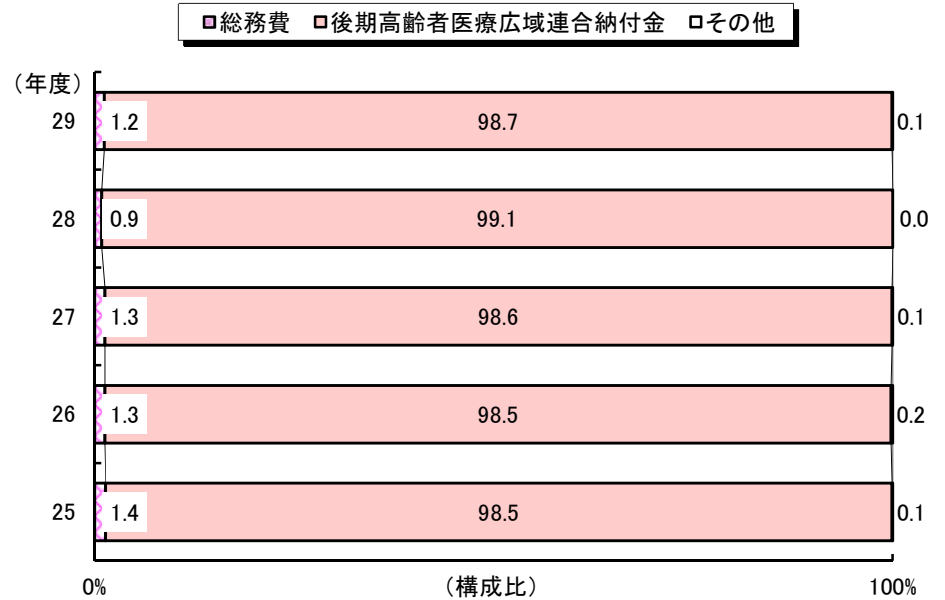 総務費 後期高齢者医療広域連合納付金 その他
（年度）
29 1.2 98.7 0.1
28 0.9 99.1 0.0
27 1.3 98.6 0.1
26 1.3 98.5 0.2
25 1.4 98.5 0.1
0% （構成比） 100%